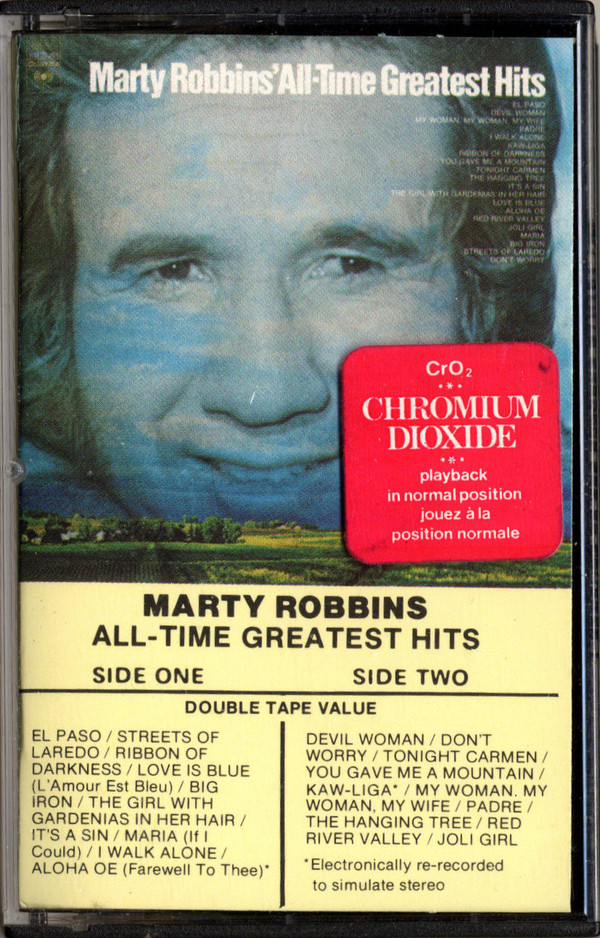 Marty Robbins' All-Time Greatest Hits
EL PASO
DEVIL WOMAN
MY WOMAN, MY WOMAN, MY WIFE
PADRE
I WALK ALONE
KAW-LIGA
RIBBON OF DARKNESS
YOU GAVE ME A MOUNTAIN
TONIGHT CARMEN
THE HANGING TREE
IT'S A SIN
THE GIRL WITH GARDENIAS IN HER HAIR
LOVE IS BLUE
ALOHA OE
RED RIVER VALLEY
JOLI GIRL
MARIA
BIG IRON
STREETS OF LAREDO
DON'T WORRY
CrO₂
CHROMIUM
DIOXIDE
playback
in normal position
jouez à la
position normale
MARTY ROBBINS
ALL-TIME GREATEST HITS
SIDE ONE SIDE TWO
DOUBLE TAPE VALUE
EL PASO / STREETS OF
LAREDO / RIBBON OF
DARKNESS / LOVE IS BLUE
(L'Amour Est Bleu) / BIG
IRON / THE GIRL WITH
GARDENIAS IN HER HAIR /
IT'S A SIN / MARIA (If I
Could) / I WALK ALONE /
ALOHA OE (Farewell To Thee)*
DEVIL WOMAN / DON'T
WORRY / TONIGHT CARMEN /
YOU GAVE ME A MOUNTAIN /
KAW-LIGA* / MY WOMAN. MY
WOMAN, MY WIFE / PADRE /
THE HANGING TREE / RED
RIVER VALLEY / JOLI GIRL
*Electronically re-recorded
to simulate stereo